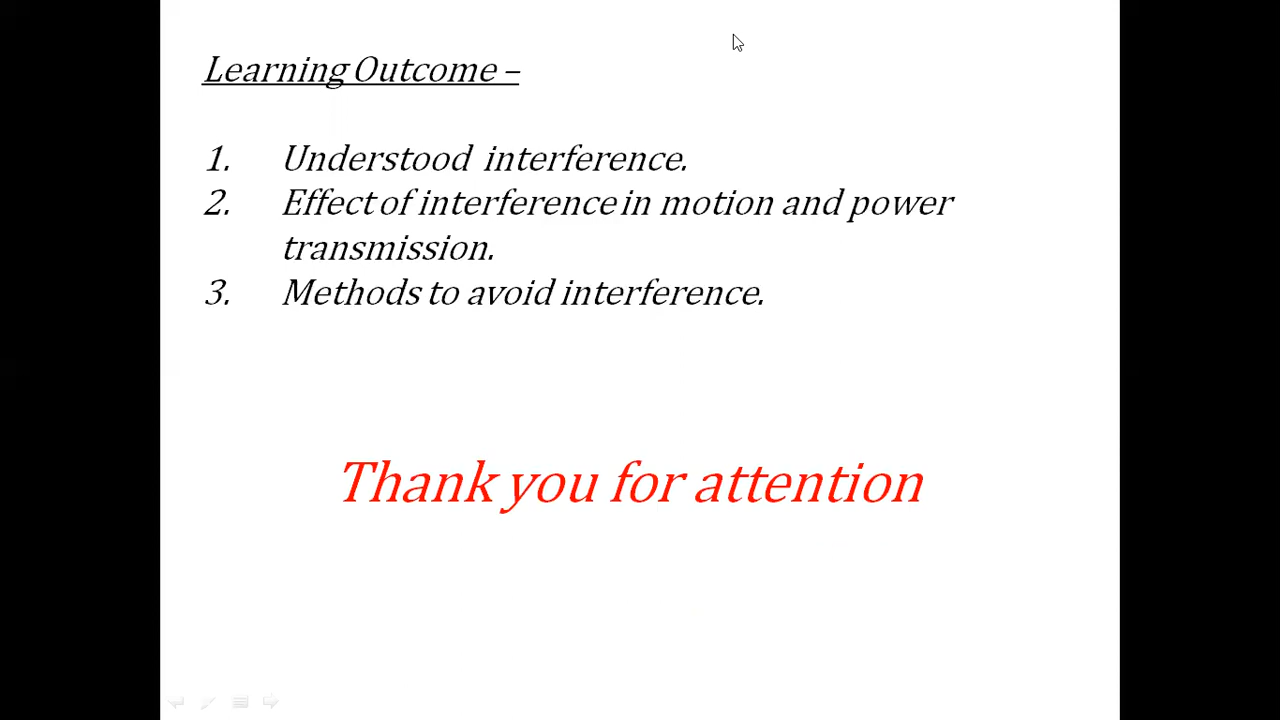 Learning Outcome –
1. Understood interference.
2. Effect of interference in motion and power
transmission.
3. Methods to avoid interference.
Thank you for attention